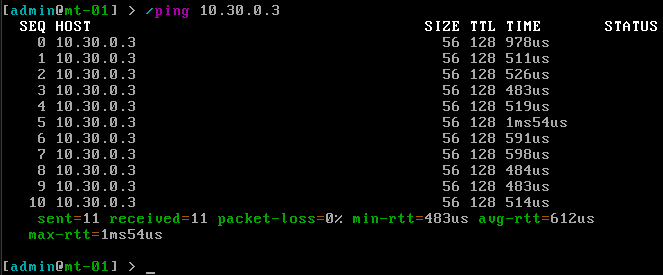 [admin@mt-01] > /ping 10.30.0.3
SEQ HOST SIZE TTL TIME STATUS
0 10.30.0.3 56 128 978us
1 10.30.0.3 56 128 511us
2 10.30.0.3 56 128 526us
3 10.30.0.3 56 128 483us
4 10.30.0.3 56 128 519us
5 10.30.0.3 56 128 1ms54us
6 10.30.0.3 56 128 591us
7 10.30.0.3 56 128 598us
8 10.30.0.3 56 128 484us
9 10.30.0.3 56 128 483us
10 10.30.0.3 56 128 514us
sent=11 received=11 packet-loss=0% min-rtt=483us avg-rtt=612us
max-rtt=1ms54us
[admin@mt-01] > _